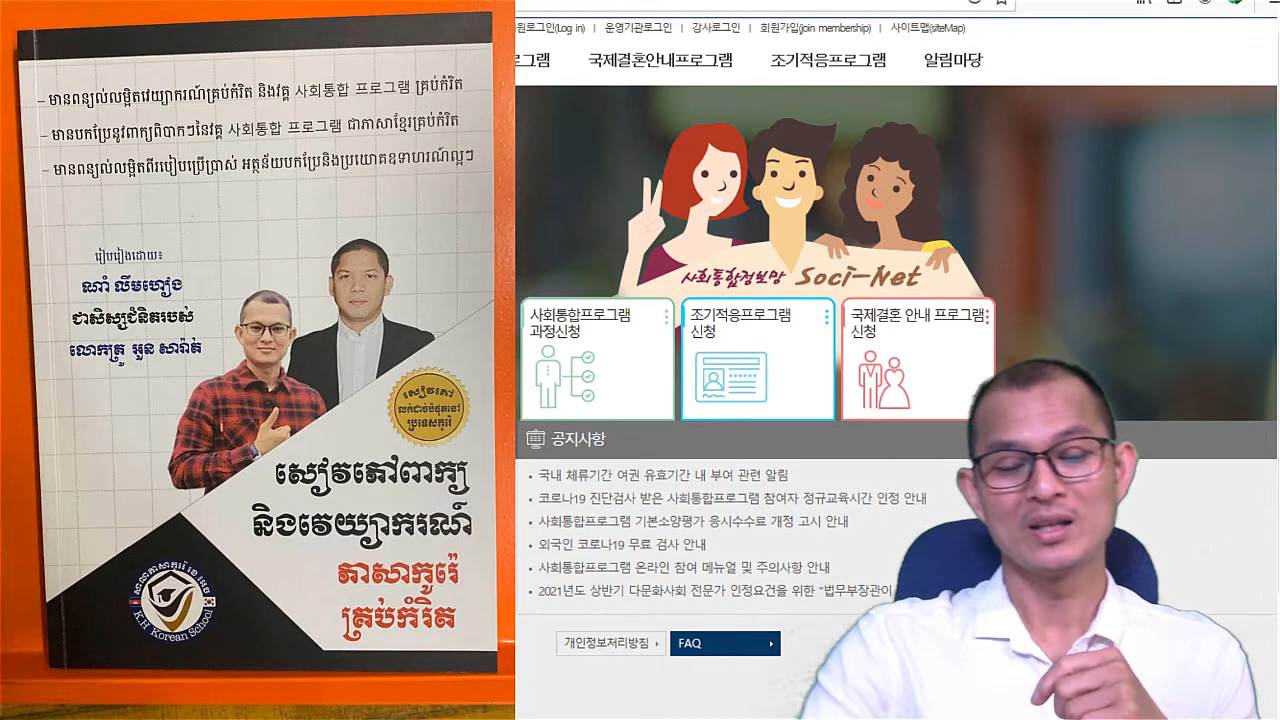 – មានពន្យល់លម្អិតវេយ្យាករណ៍គ្រប់កំរិត និងវគ្គ 사회통합 프로그램 គ្រប់កំរិត
– មានបកប្រែនូវពាក្យពិបាកៗនៃវគ្គ 사회통합 프로그램 ជាភាសាខ្មែរគ្រប់កំរិត
– មានពន្យល់លម្អិតពីរបៀបប្រើប្រាស់ អត្ថន័យបកប្រែនិងប្រយោគឧទាហរណ៍ល្អៗ
រៀបរៀងដោយ៖
ណាំ លឹមហៀង
ជាសិស្សជំនិតរបស់
លោកគ្រូ អួន សារ៉ាត់
សៀវភៅ
លក់ដាច់បំផុតនៅ
ប្រទេសកូរ៉េ
សៀវភៅពាក្យ
និងវេយ្យាករណ៍
ភាសាកូរ៉េ
គ្រប់កំរិត
KH Korean School
원로그인(Log in) | 운영기관로그인 | 강사로그인 | 회원가입(join membership) | 사이트맵(siteMap)
로그램 국제결혼안내프로그램 조기적응프로그램 알림마당
사회통합정보망 Soci-Net
사회통합프로그램
과정신청
조기적응프로그램
신청
국제결혼 안내 프로그램
신청
공지사항
국내 체류기간 여권 유효기간 내 부여 관련 알림
코로나19 진단검사 받은 사회통합프로그램 참여자 정규교육시간 인정 안내
사회통합프로그램 기본소양평가 응시수수료 개정 고시 안내
외국인 코로나19 무료 검사 안내
사회통합프로그램 온라인 참여 메뉴얼 및 주의사항 안내
2021년도 상반기 다문화사회 전문가 인정요건을 위한 "법무부장관이
개인정보처리방침
FAQ